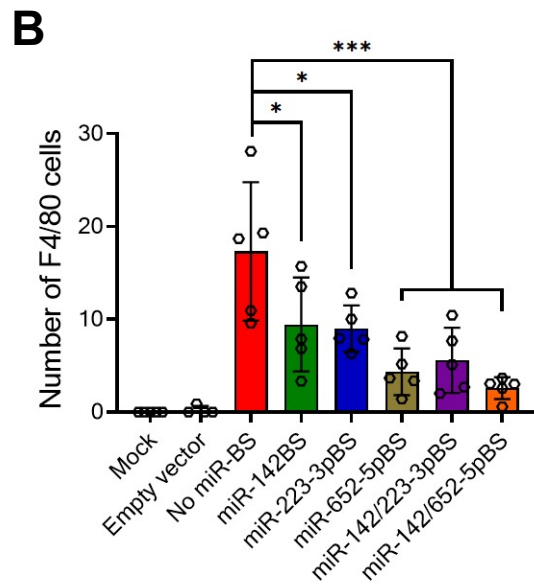 B
***
*
*
Number of F4/80 cells
30
20
10
0
Mock
Empty vector
No miR-BS
miR-142BS
miR-223-3pBS
miR-652-5pBS
miR-142/223-3pBS
miR-142/652-5pBS